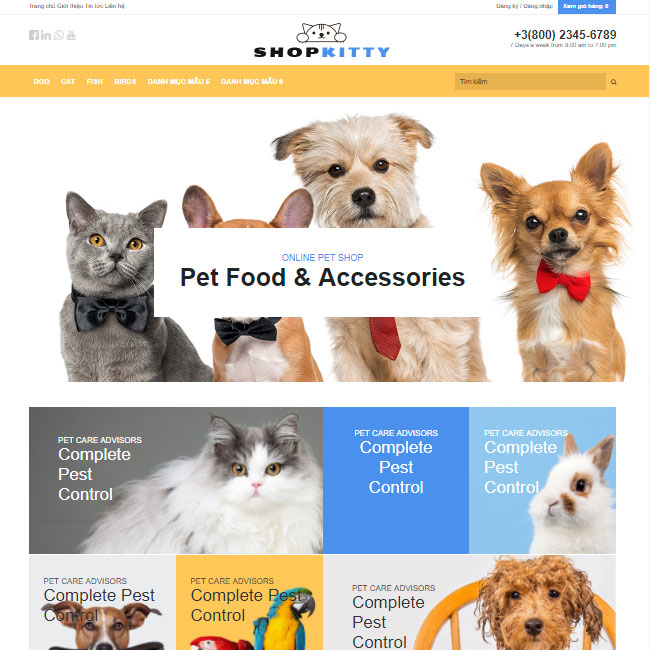 Trang chủ Giới thiệu Tin tức Liên hệ
Đăng ký / Đăng nhập
Xem giỏ hàng 0
SHOPKITTY
+3(800) 2345-6789
7 Days a week from 9:00 am to 7:00 pm
DOG CAT FISH BIRDS DANH MỤC MẪU 5 DANH MỤC MẪU 6
Tìm kiếm
ONLINE PET SHOP
Pet Food & Accessories
PET CARE ADVISORS
Complete
Pest
Control
PET CARE ADVISORS
Complete
Pest
Control
PET CARE ADVISORS
Complete
Pest
Control
PET CARE ADVISORS
Complete Pest
Control
PET CARE ADVISORS
Complete Pest
Control
PET CARE ADVISORS
Complete
Pest
Control